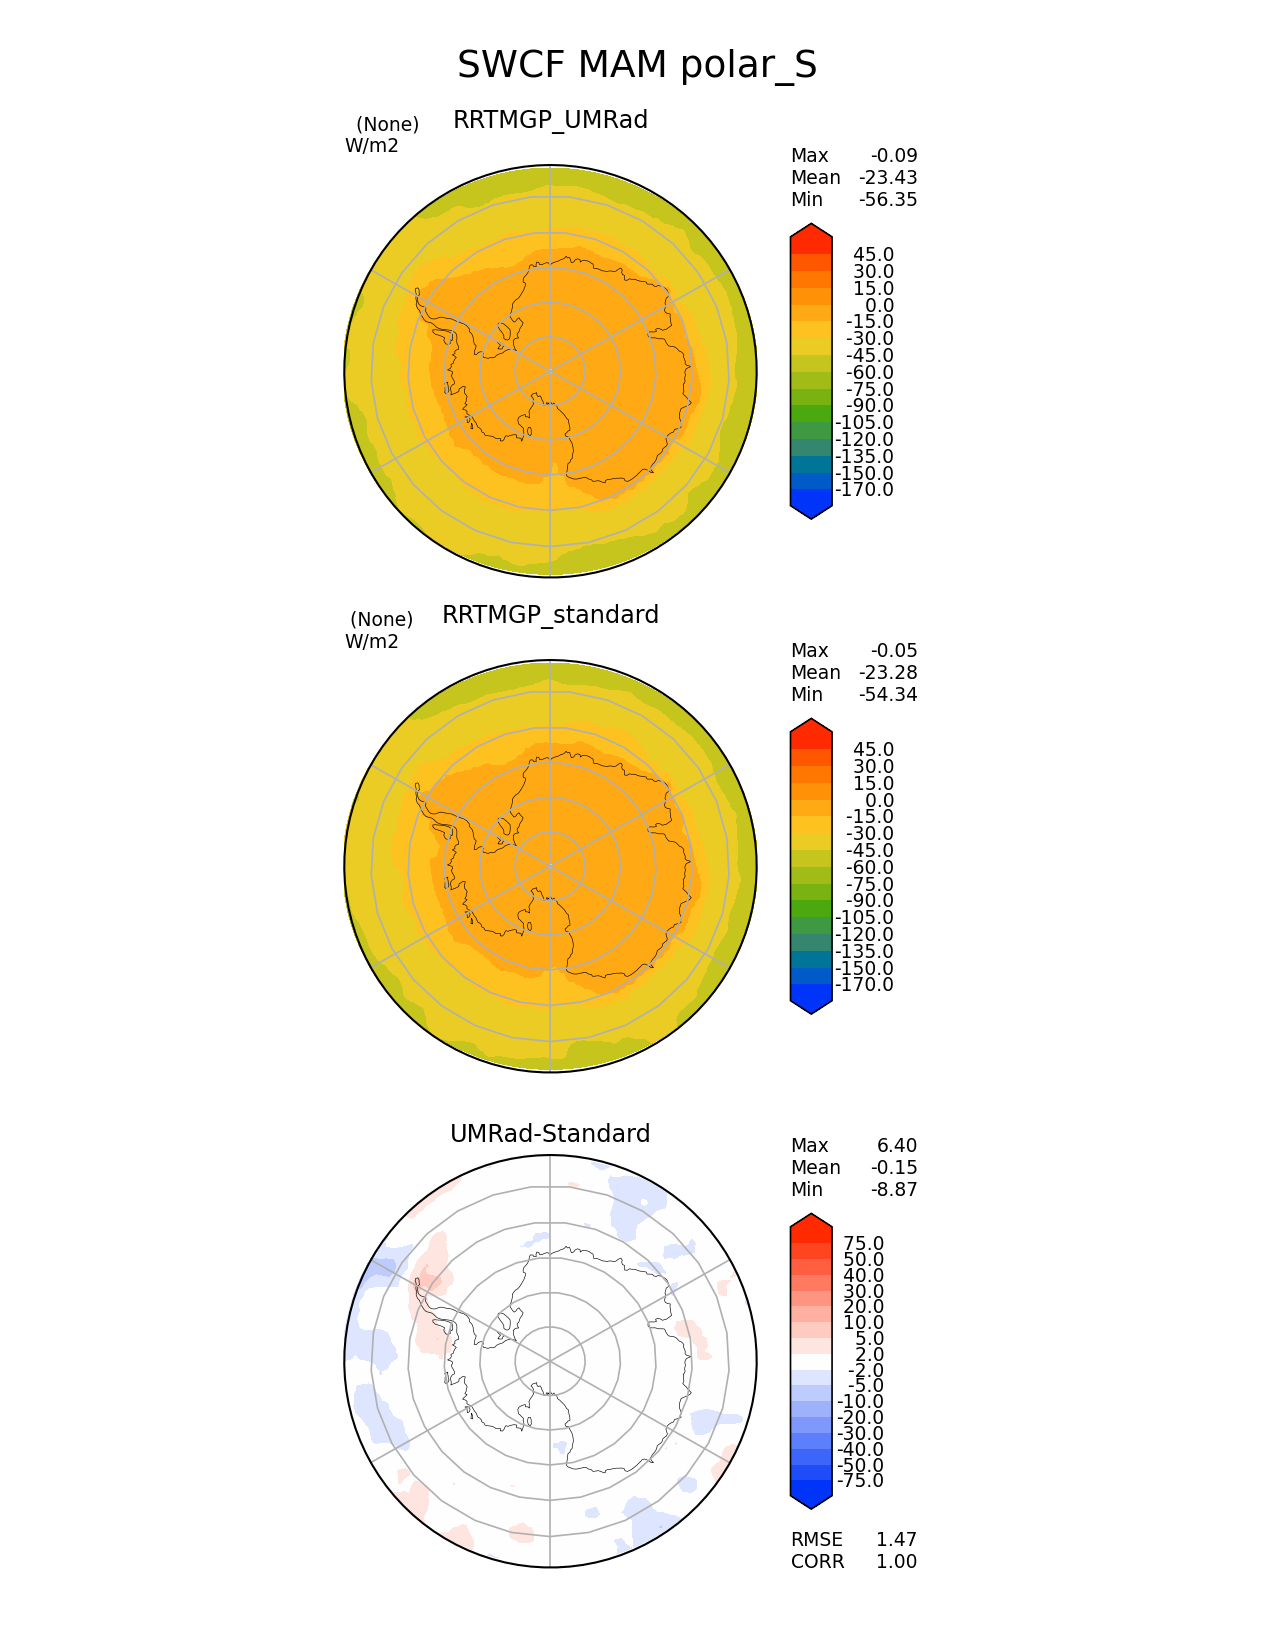 SWCF MAM polar_S
(None) RRTMGP_UMRad
W/m2
Max -0.09
Mean -23.43
Min -56.35
45.0
30.0
15.0
0.0
-15.0
-30.0
-45.0
-60.0
-75.0
-90.0
-105.0
-120.0
-135.0
-150.0
-170.0
(None) RRTMGP_standard
W/m2
Max -0.05
Mean -23.28
Min -54.34
45.0
30.0
15.0
0.0
-15.0
-30.0
-45.0
-60.0
-75.0
-90.0
-105.0
-120.0
-135.0
-150.0
-170.0
UMRad-Standard
Max 6.40
Mean -0.15
Min -8.87
75.0
50.0
40.0
30.0
20.0
10.0
5.0
2.0
-2.0
-5.0
-10.0
-20.0
-30.0
-40.0
-50.0
-75.0
RMSE 1.47
CORR 1.00